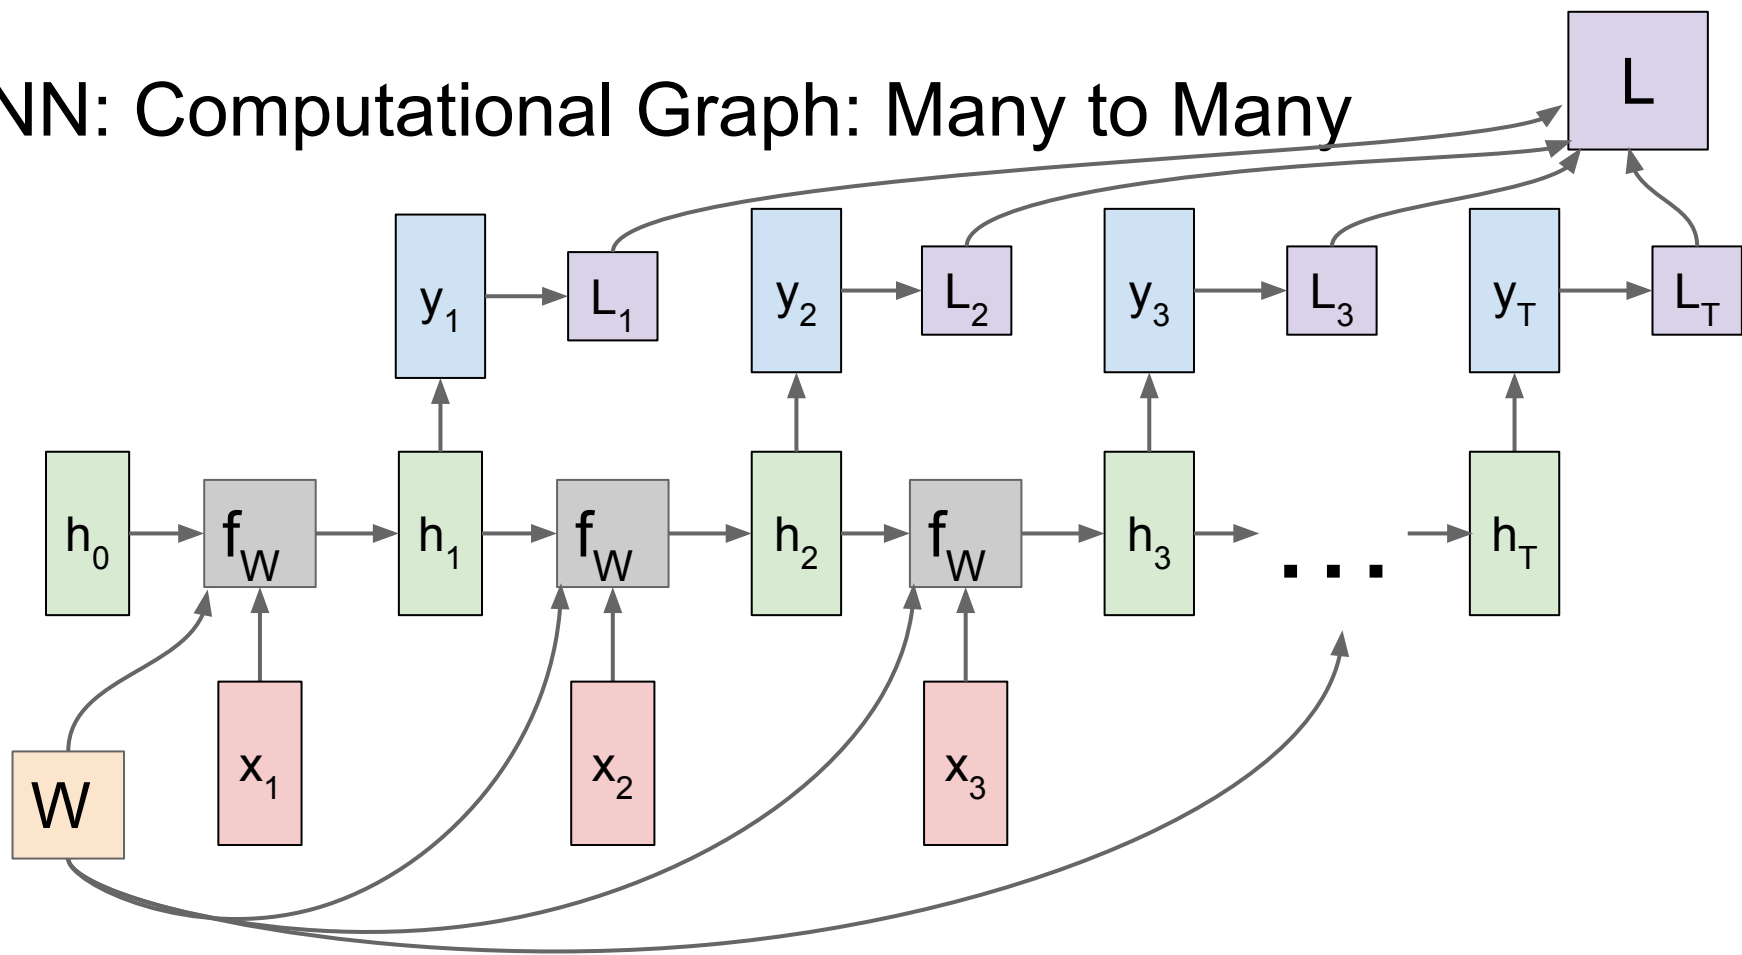 NN: Computational Graph: Many to Many
L
y1 L1 y2 L2 y3 L3 yT LT
h0 fW h1 fW h2 fW h3 ... hT
W x1 x2 x3